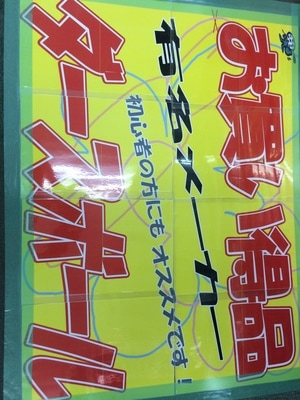 お買い得品
有名メーカー
初心者の方にもオススメです!
ダースボール